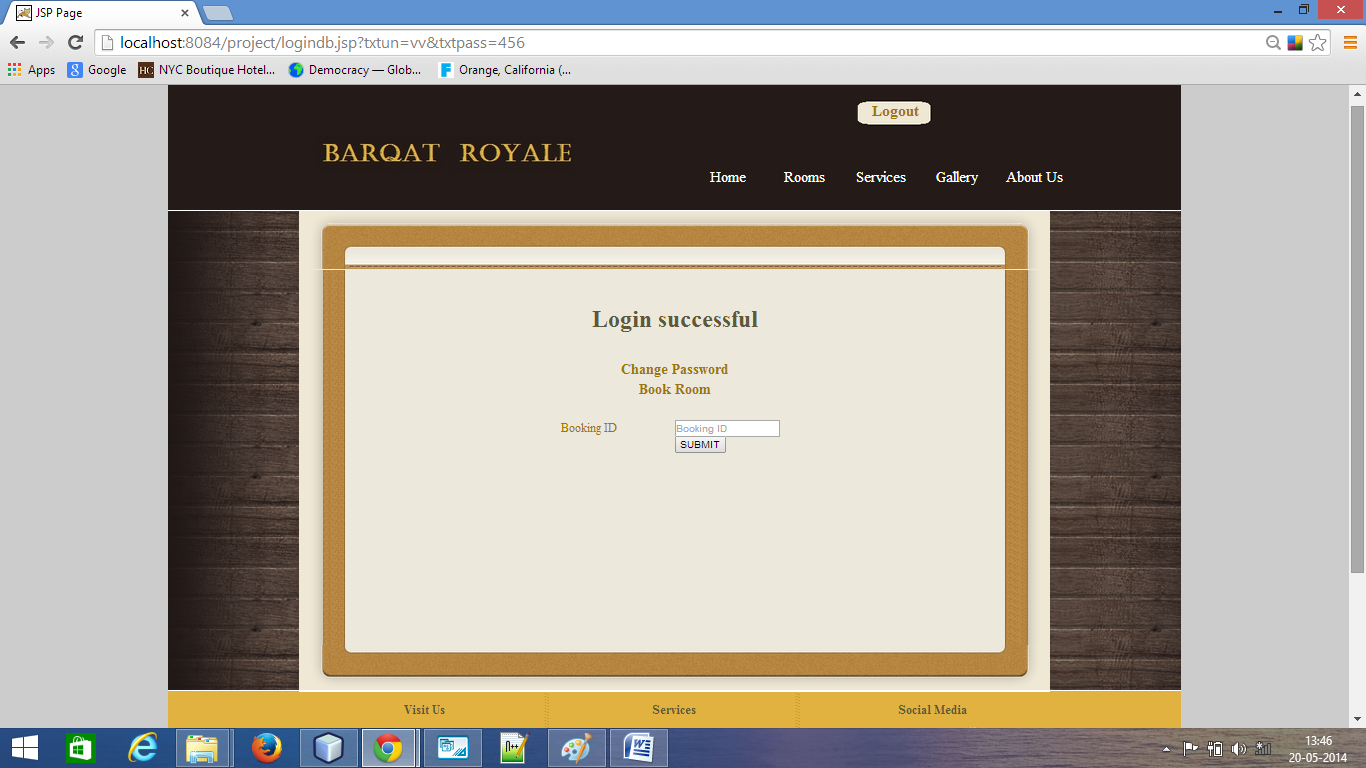 JSP Page
localhost:8084/project/logindb.jsp?txtun=vv&txtpass=456
Apps Google HC NYC Boutique Hotel... Democracy — Glob... Orange, California (...
Logout
BARQAT ROYALE
Home Rooms Services Gallery About Us
Login successful
Change Password
Book Room
Booking ID Booking ID
SUBMIT
Visit Us Services Social Media
13:46
20-05-2014